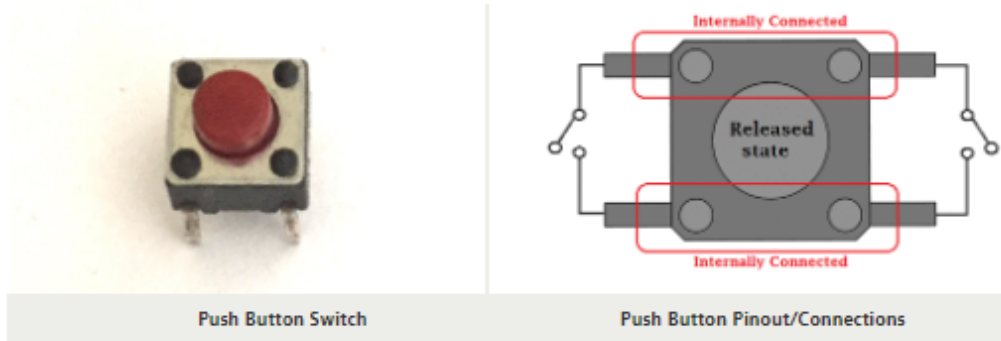 Internally Connected
Released
state
Internally Connected
Push Button Switch
Push Button Pinout/Connections